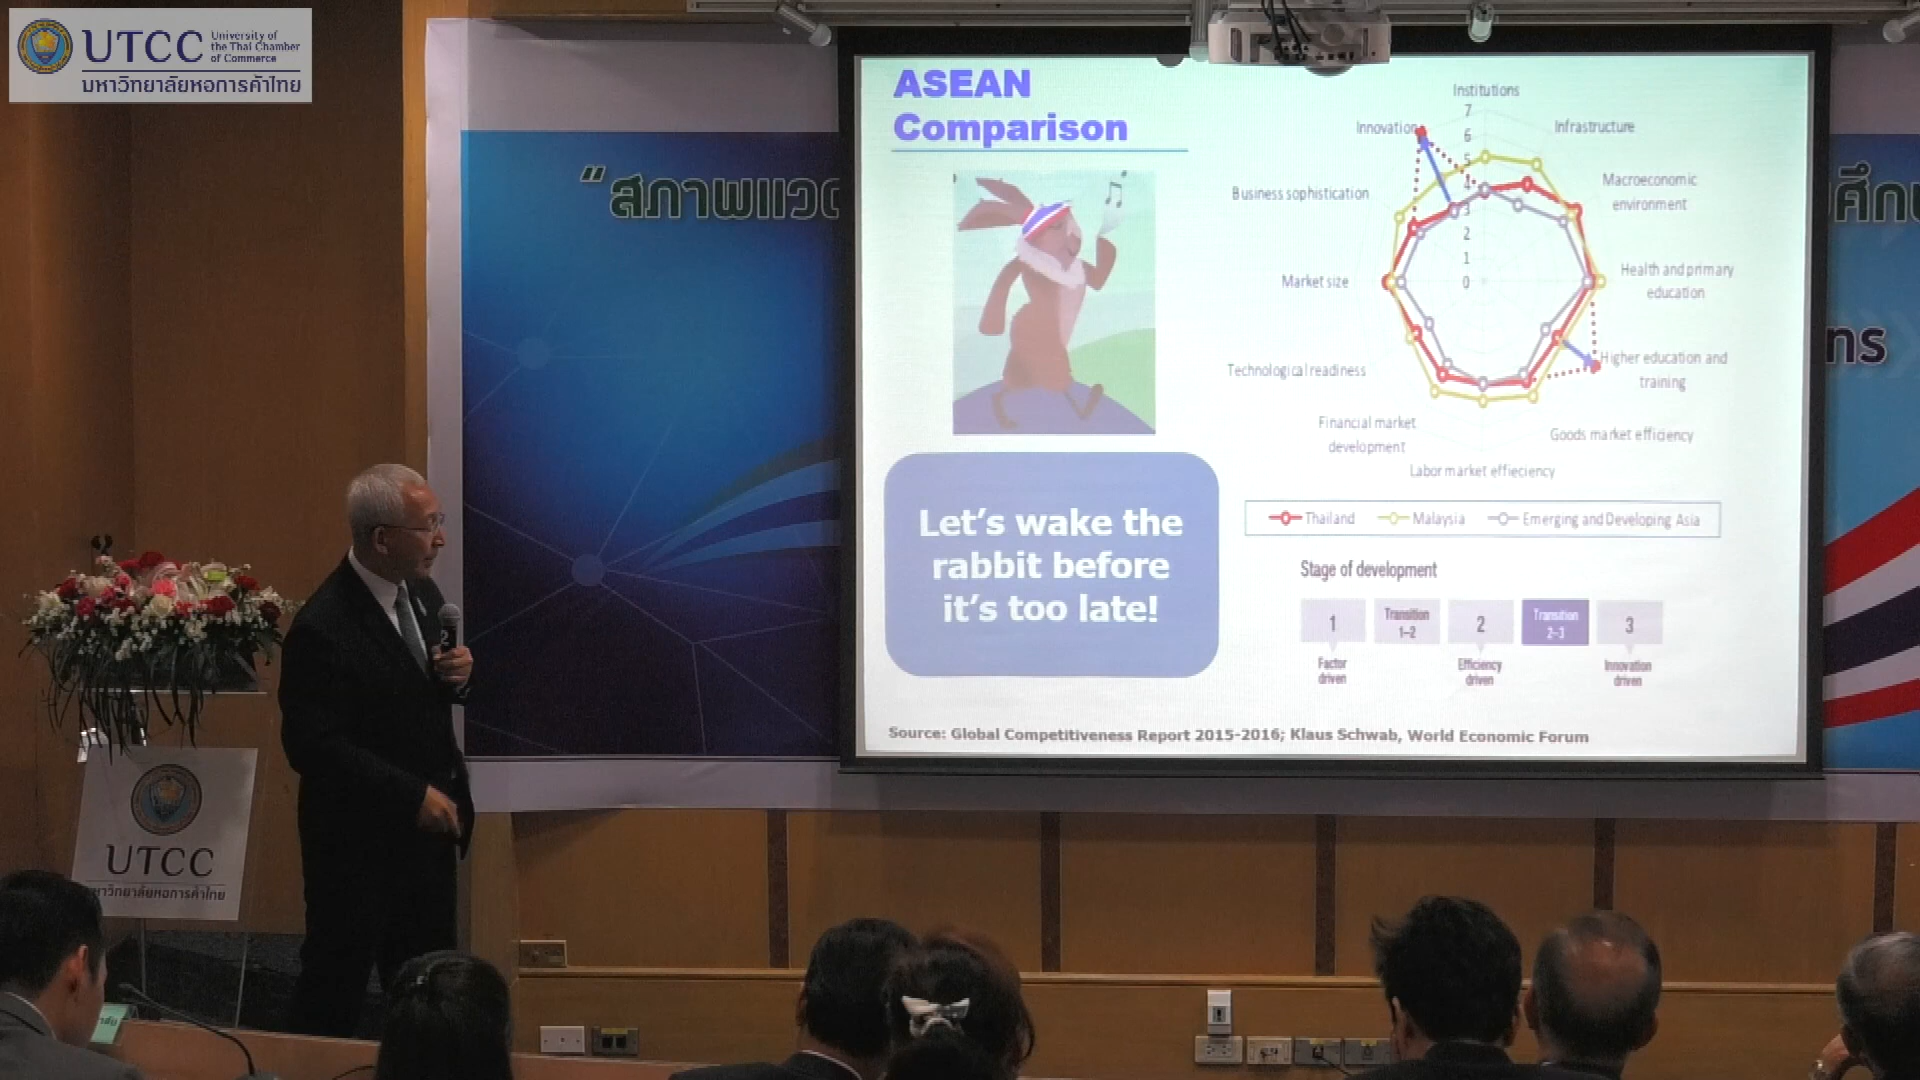 UTCC
University of
the Thai Chamber
of Commerce
มหาวิทยาลัยหอการค้าไทย
"สภาพแวด
ศึก
ทร
ASEAN
Comparison
Let's wake the
rabbit before
it's too late!
Institutions
Infrastructure
Macroeconomic
environment
Health and primary
education
Higher education and
training
Goods market efficiency
Labor market effieciency
Financial market
development
Technological readiness
Market size
Business sophistication
Innovation
7
6
5
4
3
2
1
0
Thailand
Malaysia
Emerging and Developing Asia
Stage of development
1
Transition
1–2
2
Transition
2–3
3
Factor
driven
Efficiency
driven
Innovation
driven
Source: Global Competitiveness Report 2015-2016; Klaus Schwab, World Economic Forum
UTCC
มหาวิทยาลัยหอการค้าไทย